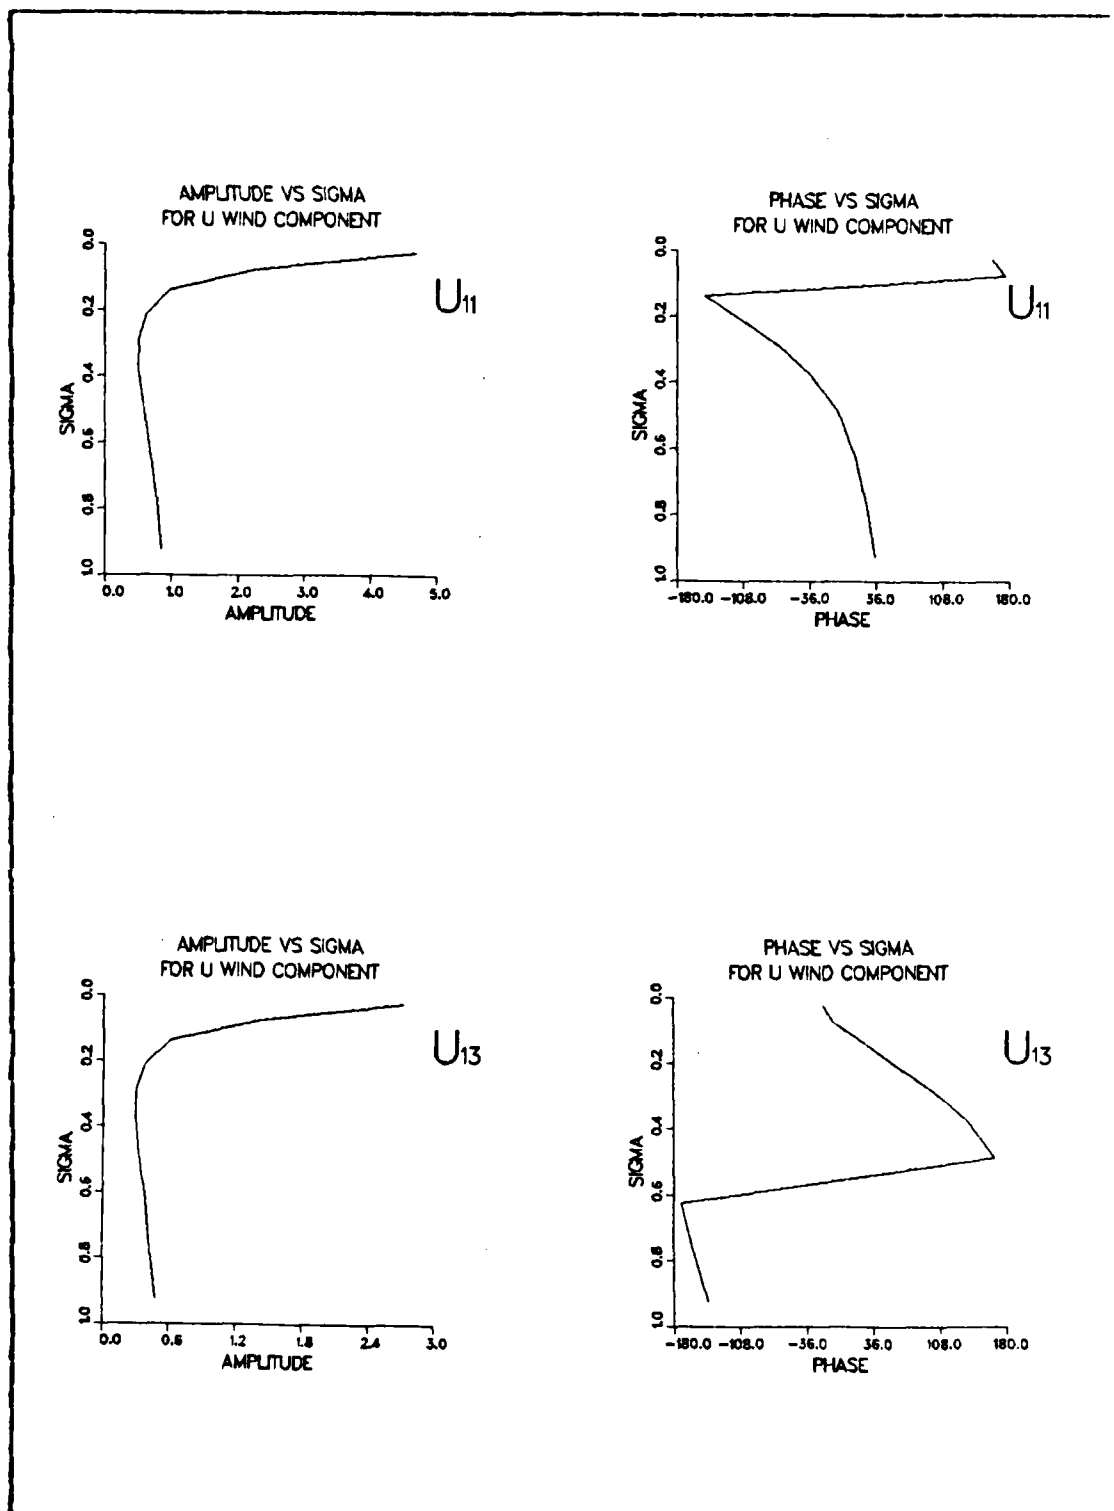 AMPLITUDE VS SIGMA
FOR U WIND COMPONENT
U11
SIGMA
0.0
0.2
0.4
0.6
0.8
1.0
0.0 1.0 2.0 3.0 4.0 5.0
AMPLITUDE
PHASE VS SIGMA
FOR U WIND COMPONENT
U11
SIGMA
0.0
0.2
0.4
0.6
0.8
1.0
-180.0 -108.0 -36.0 36.0 108.0 180.0
PHASE
AMPLITUDE VS SIGMA
FOR U WIND COMPONENT
U13
SIGMA
0.0
0.2
0.4
0.6
0.8
1.0
0.0 0.6 1.2 1.8 2.4 3.0
AMPLITUDE
PHASE VS SIGMA
FOR U WIND COMPONENT
U13
SIGMA
0.0
0.2
0.4
0.6
0.8
1.0
-180.0 -108.0 -36.0 36.0 108.0 180.0
PHASE